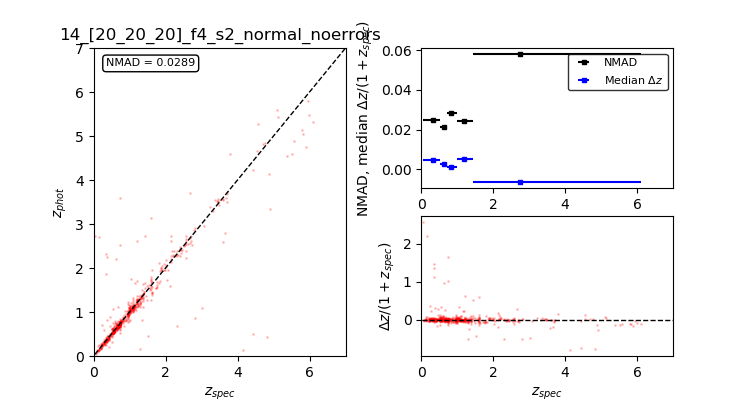 14_[20_20_20]_f4_s2_normal_noerrors
NMAD = 0.0289
z_phot
7
6
5
4
3
2
1
0
0 2 4 6
z_spec
NMAD, median Δz/(1 + z_spec)
0.06
0.04
0.02
0.00
NMAD
Median Δz
0 2 4 6
Δz/(1 + z_spec)
2
1
0
0 2 4 6
z_spec